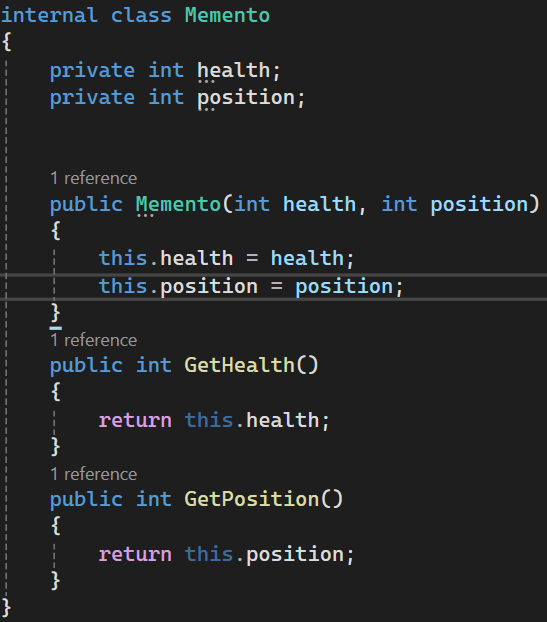 internal class Memento
{
private int health;
private int position;
1 reference
public Memento(int health, int position)
{
this.health = health;
this.position = position;
}
1 reference
public int GetHealth()
{
return this.health;
}
1 reference
public int GetPosition()
{
return this.position;
}
}